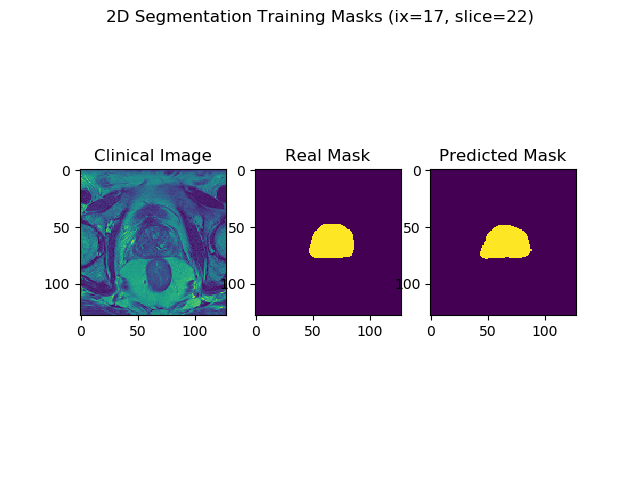 2D Segmentation Training Masks (ix=17, slice=22)
Clinical Image Real Mask Predicted Mask
0 0 0
50 50 50
100 100 100
0 50 100 0 50 100 0 50 100